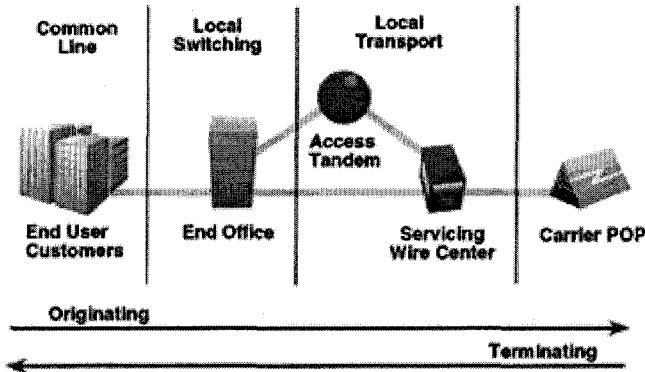 Common
Line
Local
Switching
Local
Transport
Access
Tandem
End User
Customers
End Office
Servicing
Wire Center
Carrier POP
Originating
Terminating